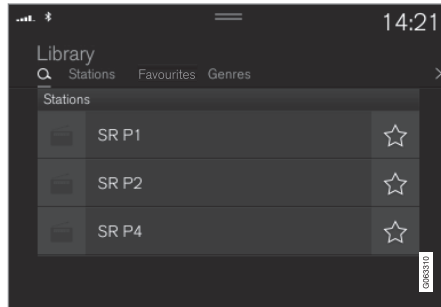 14:21
Library
Stations Favourites Genres
Stations
SR P1
SR P2
SR P4
G063310